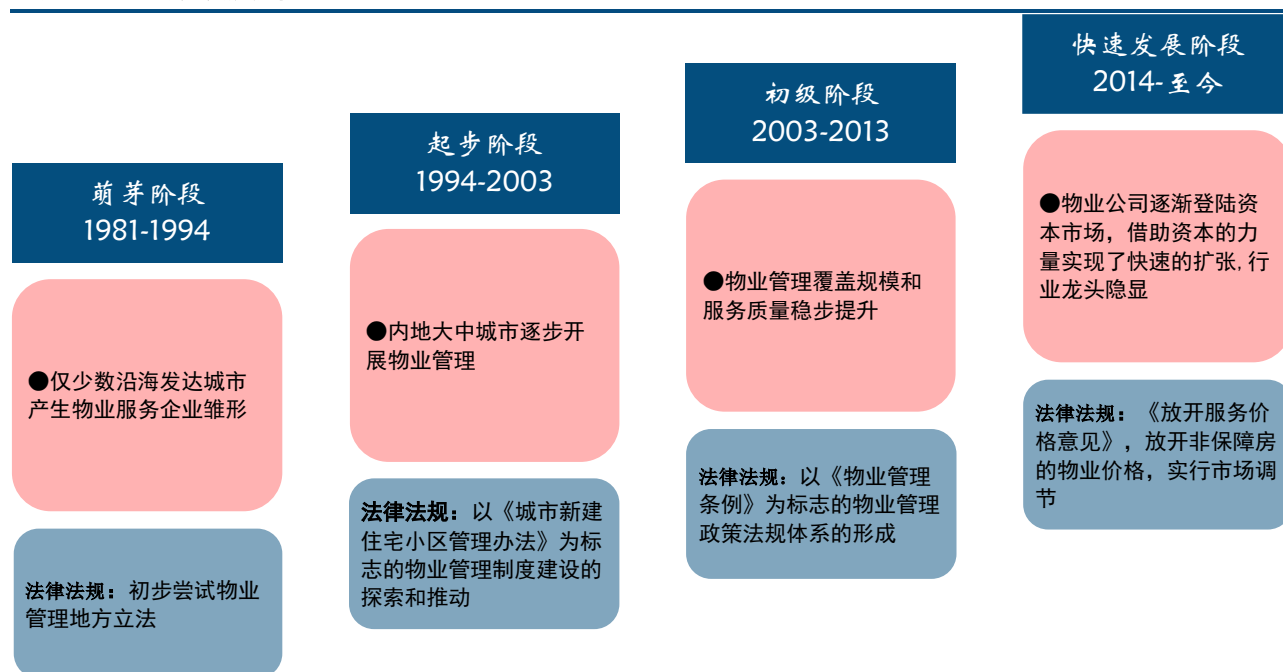 萌芽阶段
1981-1994
●仅少数沿海发达城市
产生物业服务企业雏形
法律法规：初步尝试物业
管理地方立法
起步阶段
1994-2003
●内地大中城市逐步开
展物业管理
法律法规：以《城市新建
住宅小区管理办法》为标
志的物业管理制度建设的
探索和推动
初级阶段
2003-2013
●物业管理覆盖规模和
服务质量稳步提升
法律法规：以《物业管理
条例》为标志的物业管理
政策法规体系的形成
快速发展阶段
2014-至今
●物业公司逐渐登陆资
本市场，借助资本的力
量实现了快速的扩张,行
业龙头隐显
法律法规：《放开服务价
格意见》，放开非保障房
的物业价格，实行市场调
节